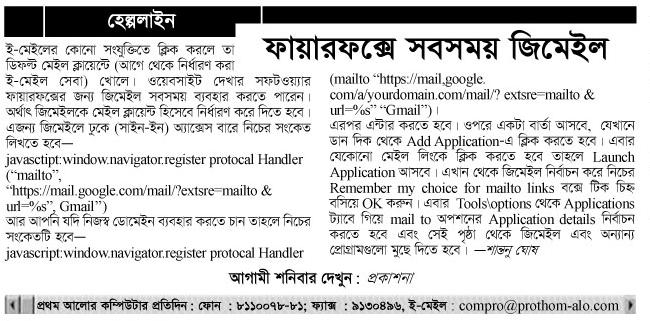 হেল্পলাইন
ফায়ারফক্সে সবসময় জিমেইল
ই-মেইলের কোনো সংযুক্তিতে ক্লিক করলে তা
ডিফল্ট মেইল ক্লায়েন্টে (আগে থেকে নির্ধারণ করা
ই-মেইল সেবা) খোলে। ওয়েবসাইট দেখার সফটওয়্যার
ফায়ারফক্সের জন্য জিমেইল সবসময় ব্যবহার করতে পারেন।
অর্থাৎ জিমেইলকে মেইল ক্লায়েন্ট হিসেবে নির্ধারণ করে দিতে হবে।
এজন্য জিমেইলে ঢুকে (সাইন-ইন) অ্যাক্সেস বারে নিচের সংকেত
লিখতে হবে—
javasctipt:window.navigator.register protocal Handler
(“mailto”,
“https://mail.google.com/mail/?extsre=mailto &
url=%s”, Gmail”)
আর আপনি যদি নিজস্ব ডোমেইন ব্যবহার করতে চান তাহলে নিচের
সংকেতটি হবে—
javascript:window.navigator.register protocal Handler
(mailto “https://mail,google.
com/a/yourdomain.com/mail/? extsre=mailto &
url=%s” “Gmail”)।
এরপর এন্টার করতে হবে। ওপরে একটা বার্তা আসবে, যেখানে
ডান দিক থেকে Add Application-এ ক্লিক করতে হবে। এবার
যেকোনো মেইল লিংকে ক্লিক করতে হবে তাহলে Launch
Application আসবে। এখান থেকে জিমেইল নির্বাচন করে নিচের
Remember my choice for mailto links বক্সে টিক চিহ্ন
বসিয়ে OK করুন। এবার Tools\options থেকে Applications
ট্যাবে গিয়ে mail to অপশনের Application details নির্বাচন
করতে হবে এবং সেই পৃষ্ঠা থেকে জিমেইল এবং অন্যান্য
প্রোগ্রামগুলো মুছে দিতে হবে। —শান্তনু ঘোষ
আগামী শনিবার দেখুন : প্রকাশনা
প্রথম আলোর কম্পিউটার প্রতিদিন : ফোন : ৮১১০০৭৮-৮১; ফ্যাক্স : ৯১৩০৪৯৬, ই-মেইল : compro@prothom-alo.com